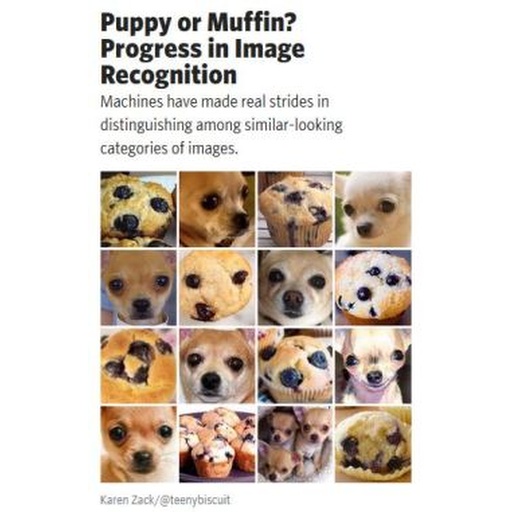 Puppy or Muffin?
Progress in Image
Recognition
Machines have made real strides in
distinguishing among similar-looking
categories of images.
Karen Zack/@teenybiscuit